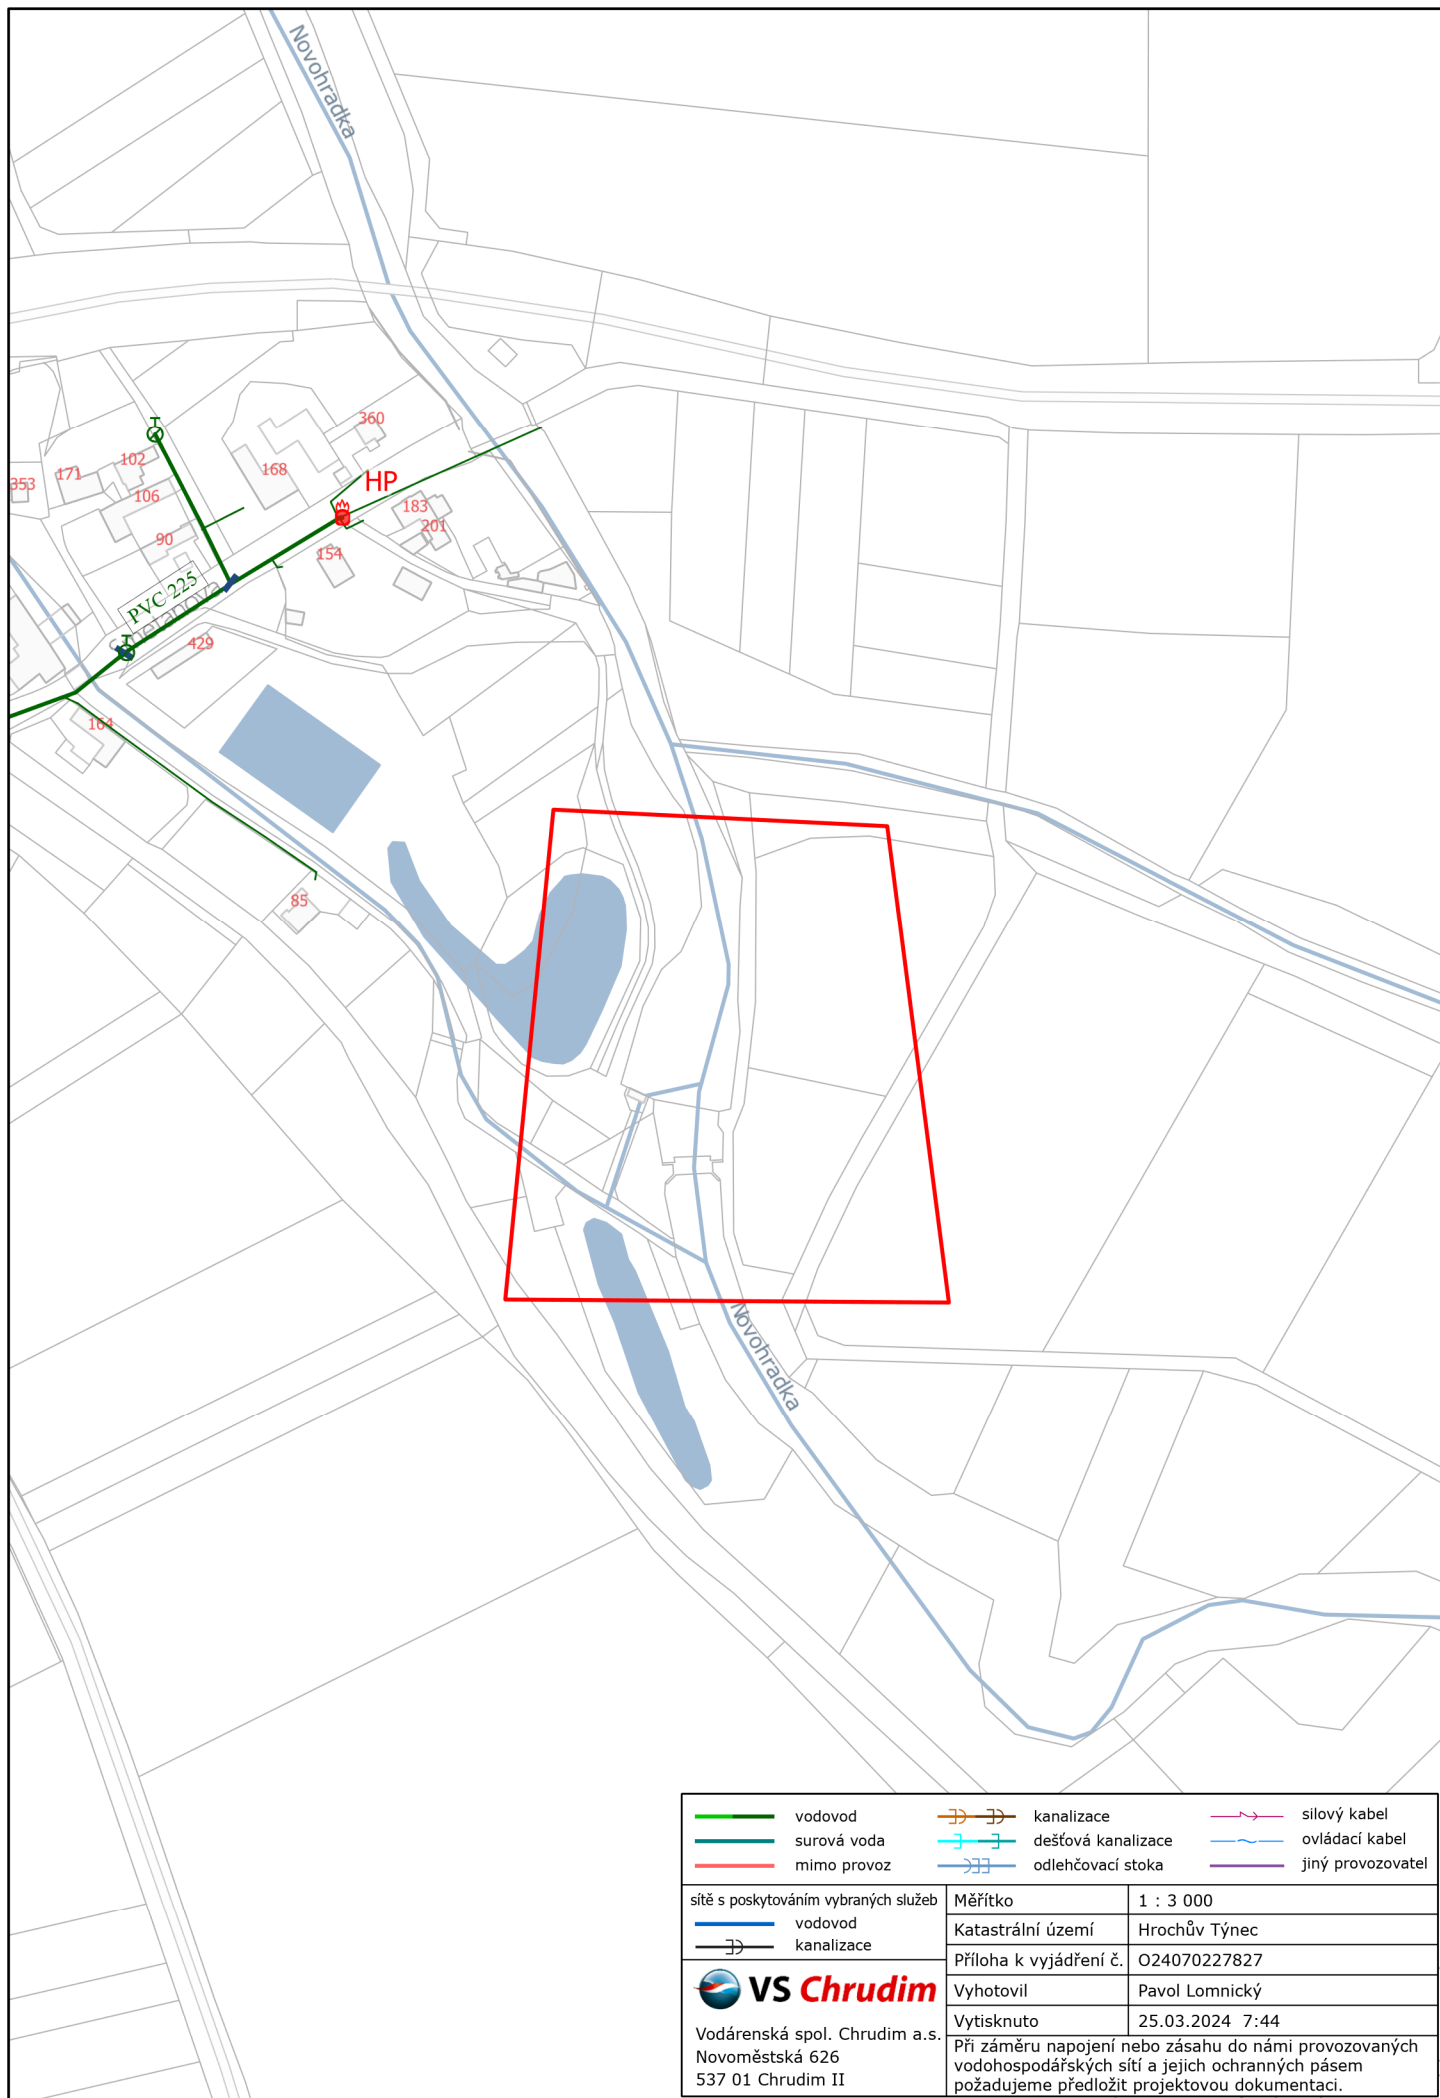 Novohradka
360
HP
102
171
168
353
106
183
201
90
154
PVC 225
429
164
85
Novohradka
vodovod
kanalizace
silový kabel
surová voda
dešťová kanalizace
ovládací kabel
mimo provoz
odlehčovací stoka
jiný provozovatel
sítě s poskytováním vybraných služeb
vodovod
kanalizace
Měřítko
1 : 3 000
Katastrální území
Hrochův Týnec
Příloha k vyjádření č.
O24070227827
Vyhotovil
Pavol Lomnický
Vytisknuto
25.03.2024 7:44
VS Chrudim
Vodárenská spol. Chrudim a.s.
Novoměstská 626
537 01 Chrudim II
Při záměru napojení nebo zásahu do námi provozovaných
vodohospodářských sítí a jejich ochranných pásem
požadujeme předložit projektovou dokumentaci.